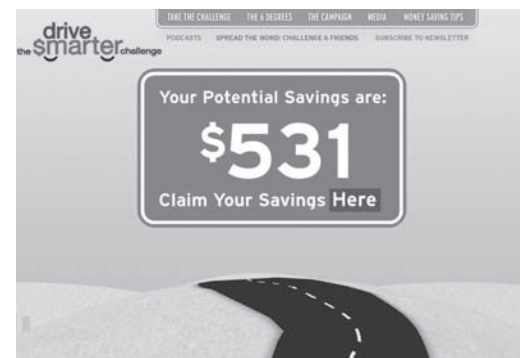 TAKE THE CHALLENGE THE 6 DEGREES THE CAMPAIGN MEDIA MONEY SAVING TIPS
PODCASTS SPREAD THE WORD: CHALLENGE 6 FRIENDS SUBSCRIBE TO NEWSLETTER
drive
the smarter challenge
Your Potential Savings are:
$531
Claim Your Savings Here